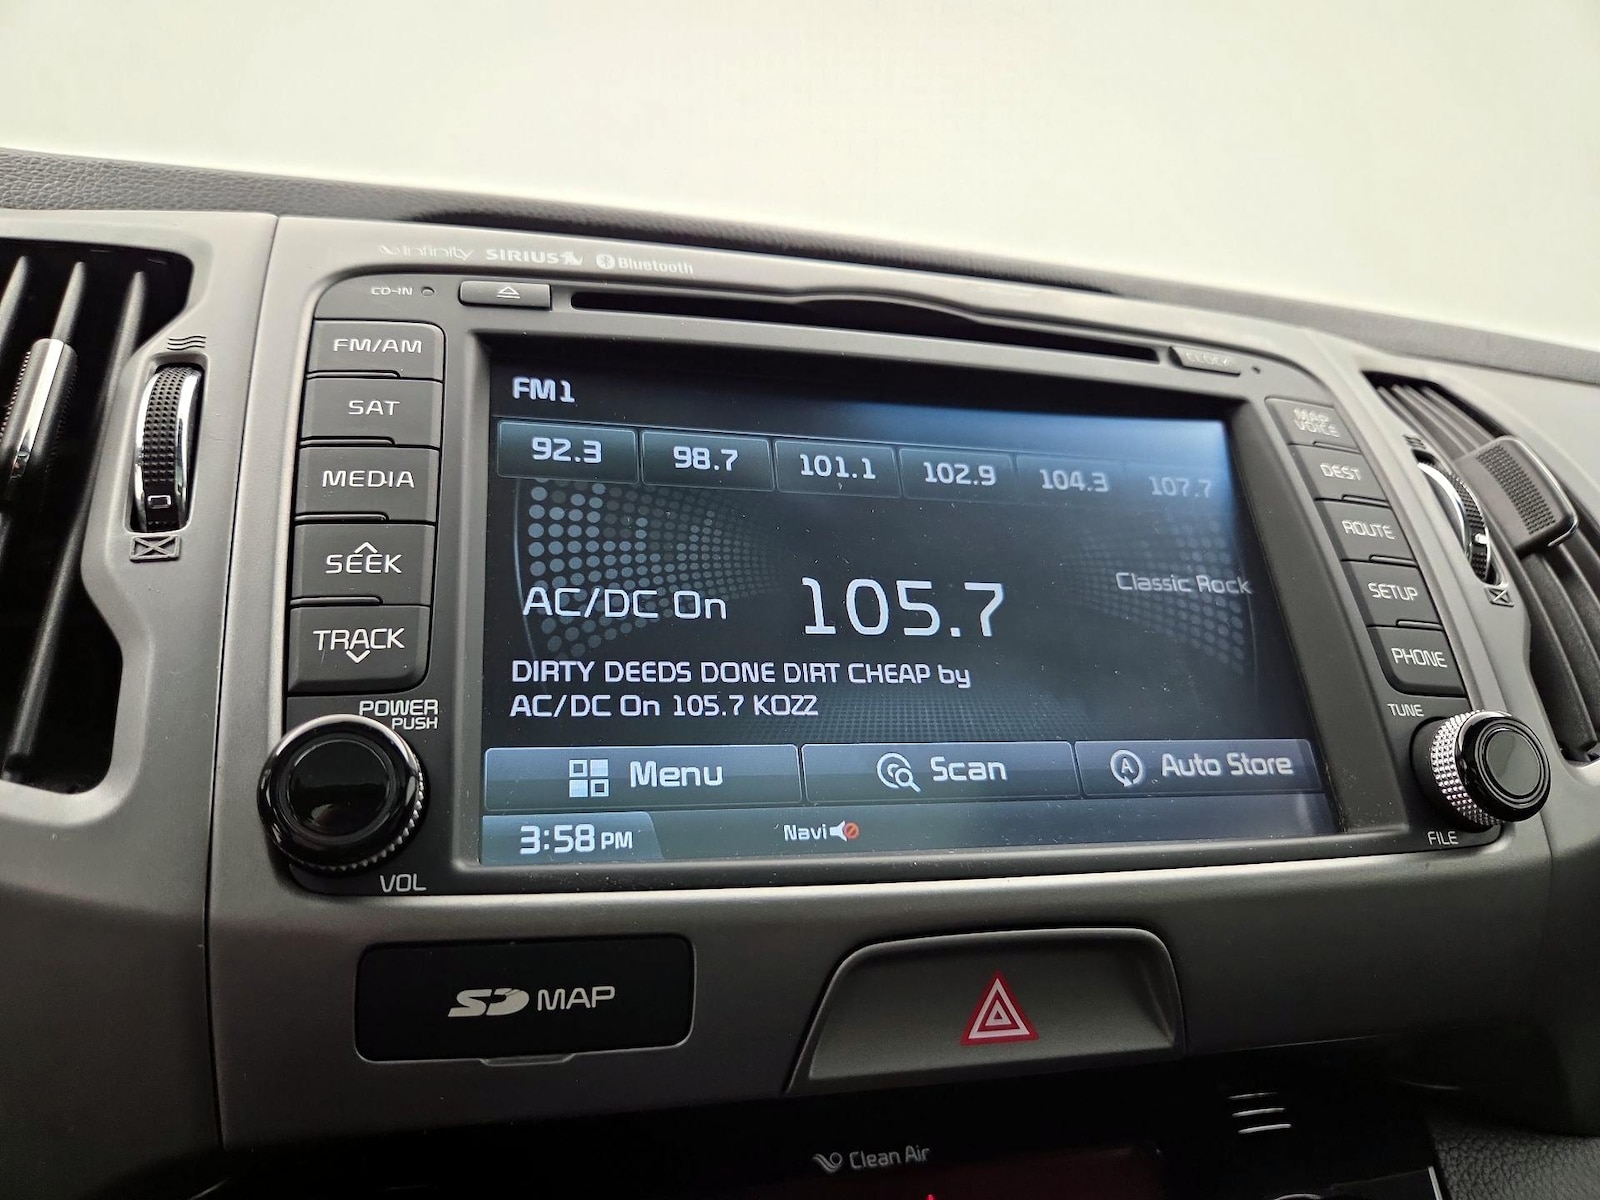 infinity SIRIUS Bluetooth
CD-IN
CLOCK
FM/AM
SAT
MEDIA
SEEK
TRACK
POWER
PUSH
VOL
FM1
92.3 98.7 101.1 102.9 104.3 107.7
AC/DC On 105.7 Classic Rock
DIRTY DEEDS DONE DIRT CHEAP by
AC/DC On 105.7 KOZZ
Menu Scan Auto Store
3:58 PM Navi
MAP
VOICE
DEST
ROUTE
SETUP
PHONE
TUNE
FILE
SD MAP
Clean Air